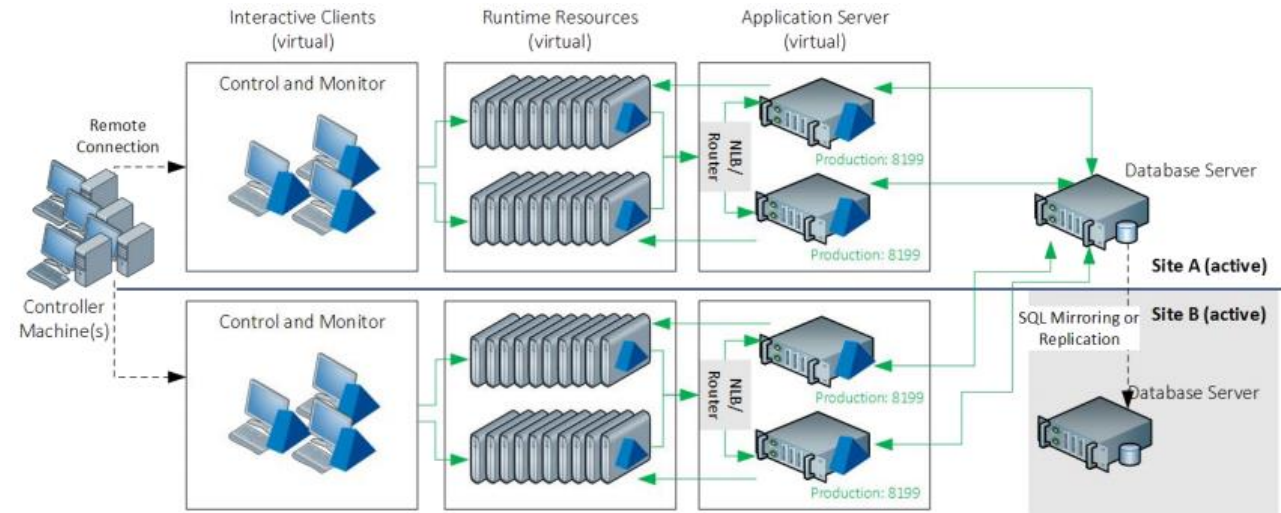 Interactive Clients
(virtual)
Runtime Resources
(virtual)
Application Server
(virtual)
Control and Monitor
Remote
Connection
NLB/
Router
Production: 8199
Production: 8199
Database Server
Controller
Machine(s)
Site A (active)
Site B (active)
Control and Monitor
NLB/
Router
Production: 8199
Production: 8199
SQL Mirroring or
Replication
Database Server